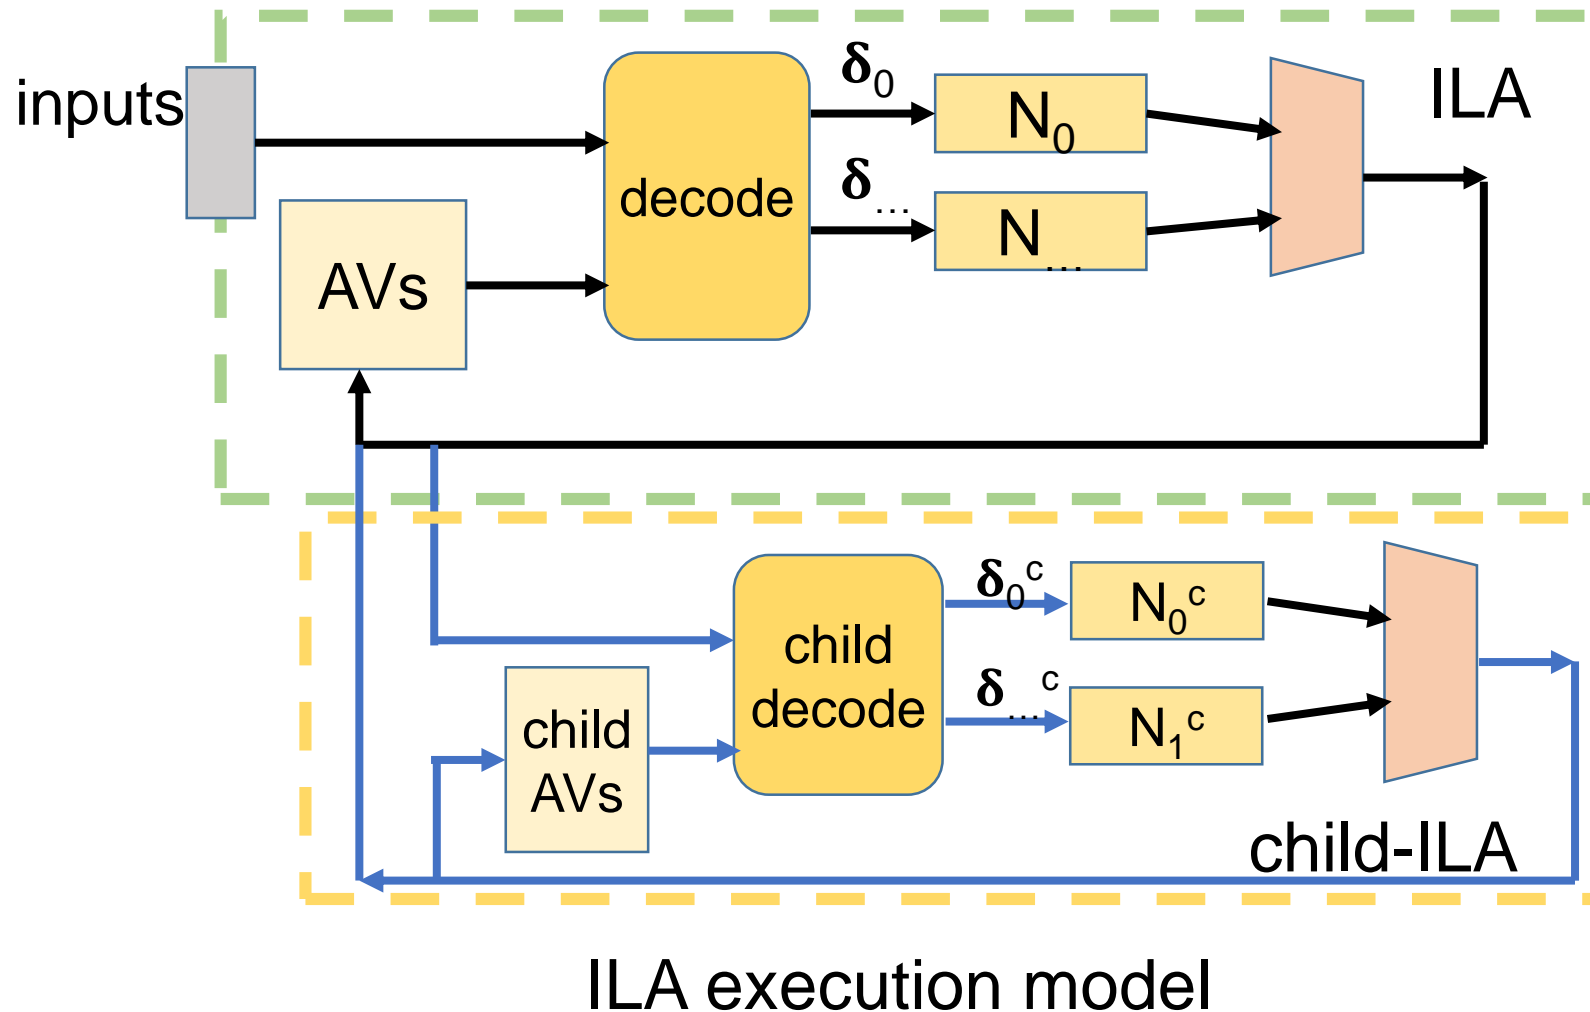 inputs
δ0
N0
ILA
decode
δ...
N...
AVs
δ0c
N0c
child
decode
δ...c
N1c
child
AVs
child-ILA
ILA execution model